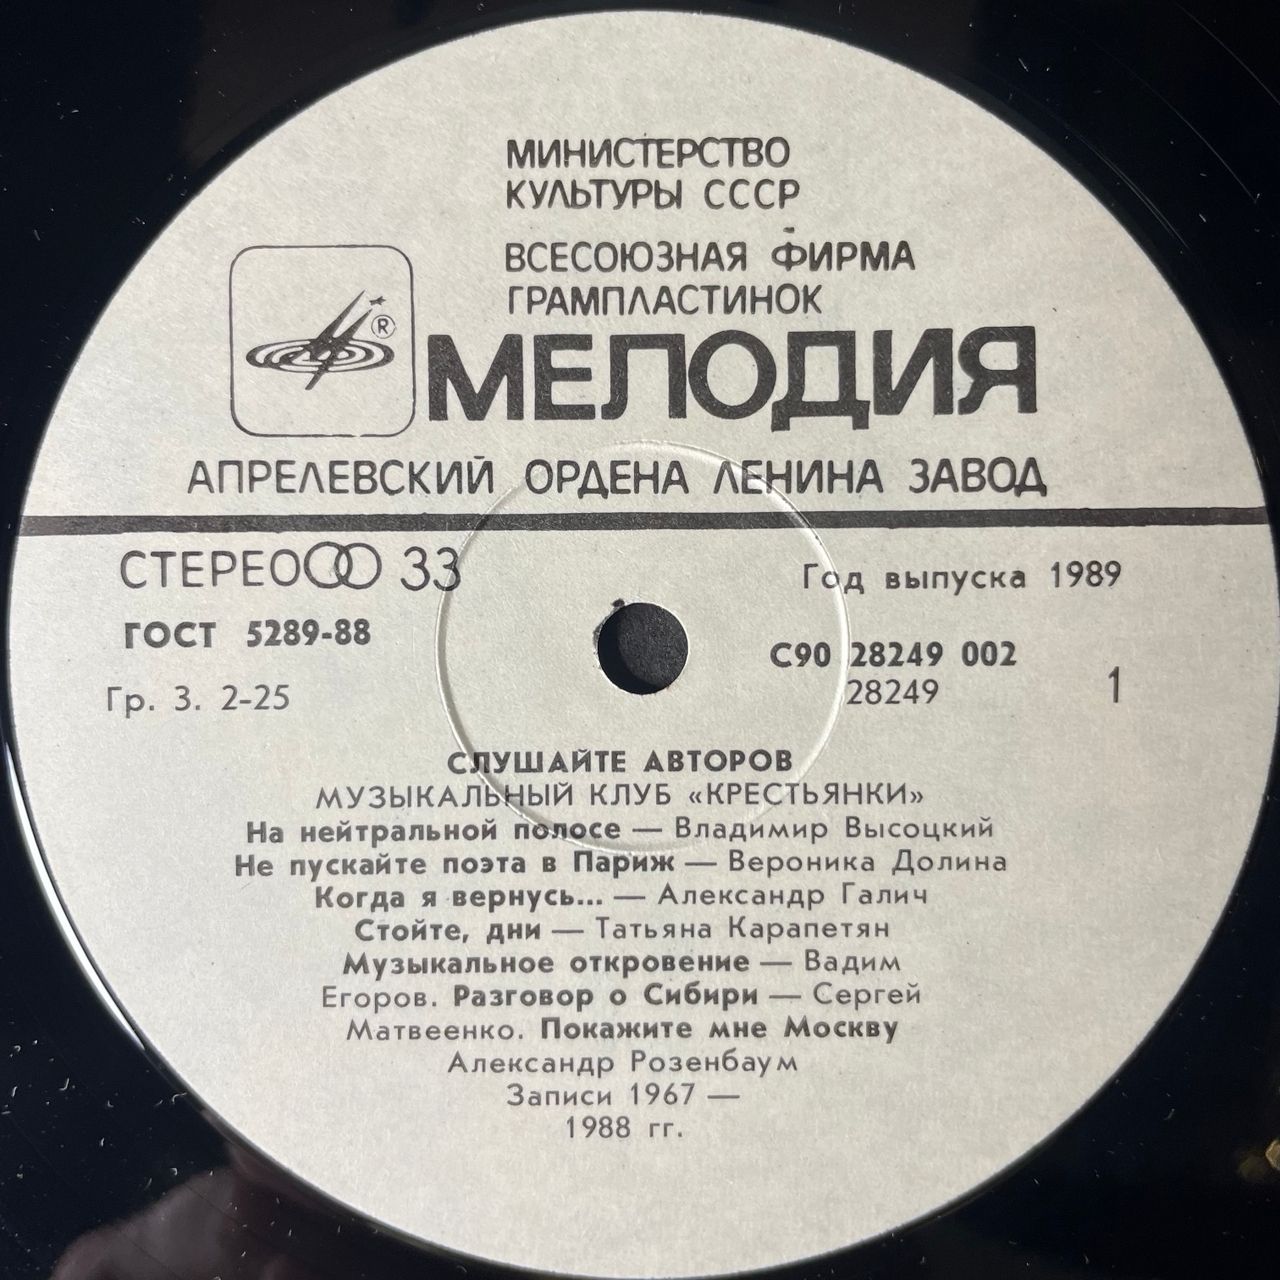 МИНИСТЕРСТВО
КУЛЬТУРЫ СССР
ВСЕСОЮЗНАЯ ФИРМА
ГРАМПЛАСТИНОК
®
МЕЛОДИЯ
АПРЕЛЕВСКИЙ ОРДЕНА ЛЕНИНА ЗАВОД
СТЕРЕО 33
Год выпуска 1989
ГОСТ 5289-88
С90 28249 002
Гр. 3. 2-25
28249
1
СЛУШАЙТЕ АВТОРОВ
МУЗЫКАЛЬНЫЙ КЛУБ «КРЕСТЬЯНКИ»
На нейтральной полосе — Владимир Высоцкий
Не пускайте поэта в Париж — Вероника Долина
Когда я вернусь... — Александр Галич
Стойте, дни — Татьяна Карапетян
Музыкальное откровение — Вадим
Егоров. Разговор о Сибири — Сергей
Матвеенко. Покажите мне Москву
Александр Розенбаум
Записи 1967 —
1988 гг.